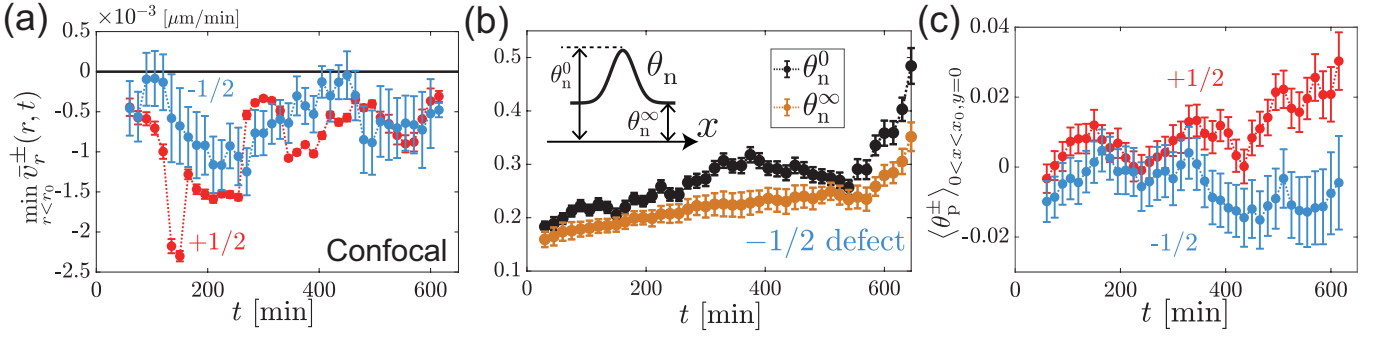 (a)
×10⁻³ [μm/min]
0.5
0
-0.5
-1
-1.5
-2
-2.5
min r<r₀ v̄ᵣ±(r, t)
-1/2
+1/2
Confocal
0
200
400
600
t [min]
(b)
0.5
0.4
0.3
0.2
0.1
θₙ⁰
θₙ
θₙ∞
x
θₙ⁰
θₙ∞
−1/2 defect
0
200
400
600
t [min]
(c)
0.04
0.02
0
-0.02
⟨θₚ±⟩ 0<x<x₀,y=0
+1/2
-1/2
0
200
400
600
t [min]